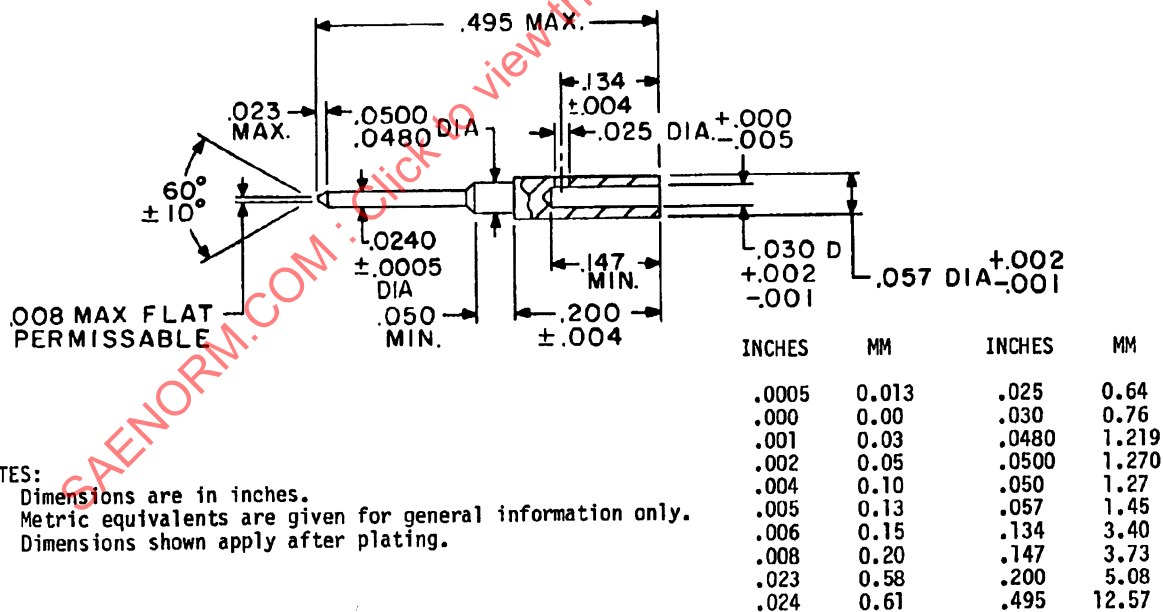 .495 MAX.
.134
±.004
.023
MAX.
.0500
.0480 DIA
.025 DIA. +.000
-.005
60°
±10°
.0240
±.0005
DIA
.147
MIN.
.030 D
+.002
-.001
.057 DIA +.002
-.001
.008 MAX FLAT
PERMISSABLE
.050
MIN.
.200
±.004
INCHES MM INCHES MM
.0005 0.013 .025 0.64
.000 0.00 .030 0.76
.001 0.03 .0480 1.219
.002 0.05 .0500 1.270
.004 0.10 .050 1.27
.005 0.13 .057 1.45
.006 0.15 .134 3.40
.008 0.20 .147 3.73
.023 0.58 .200 5.08
.024 0.61 .495 12.57
TES:
Dimensions are in inches.
Metric equivalents are given for general information only.
Dimensions shown apply after plating.
SAENORM.COM : Click to view th